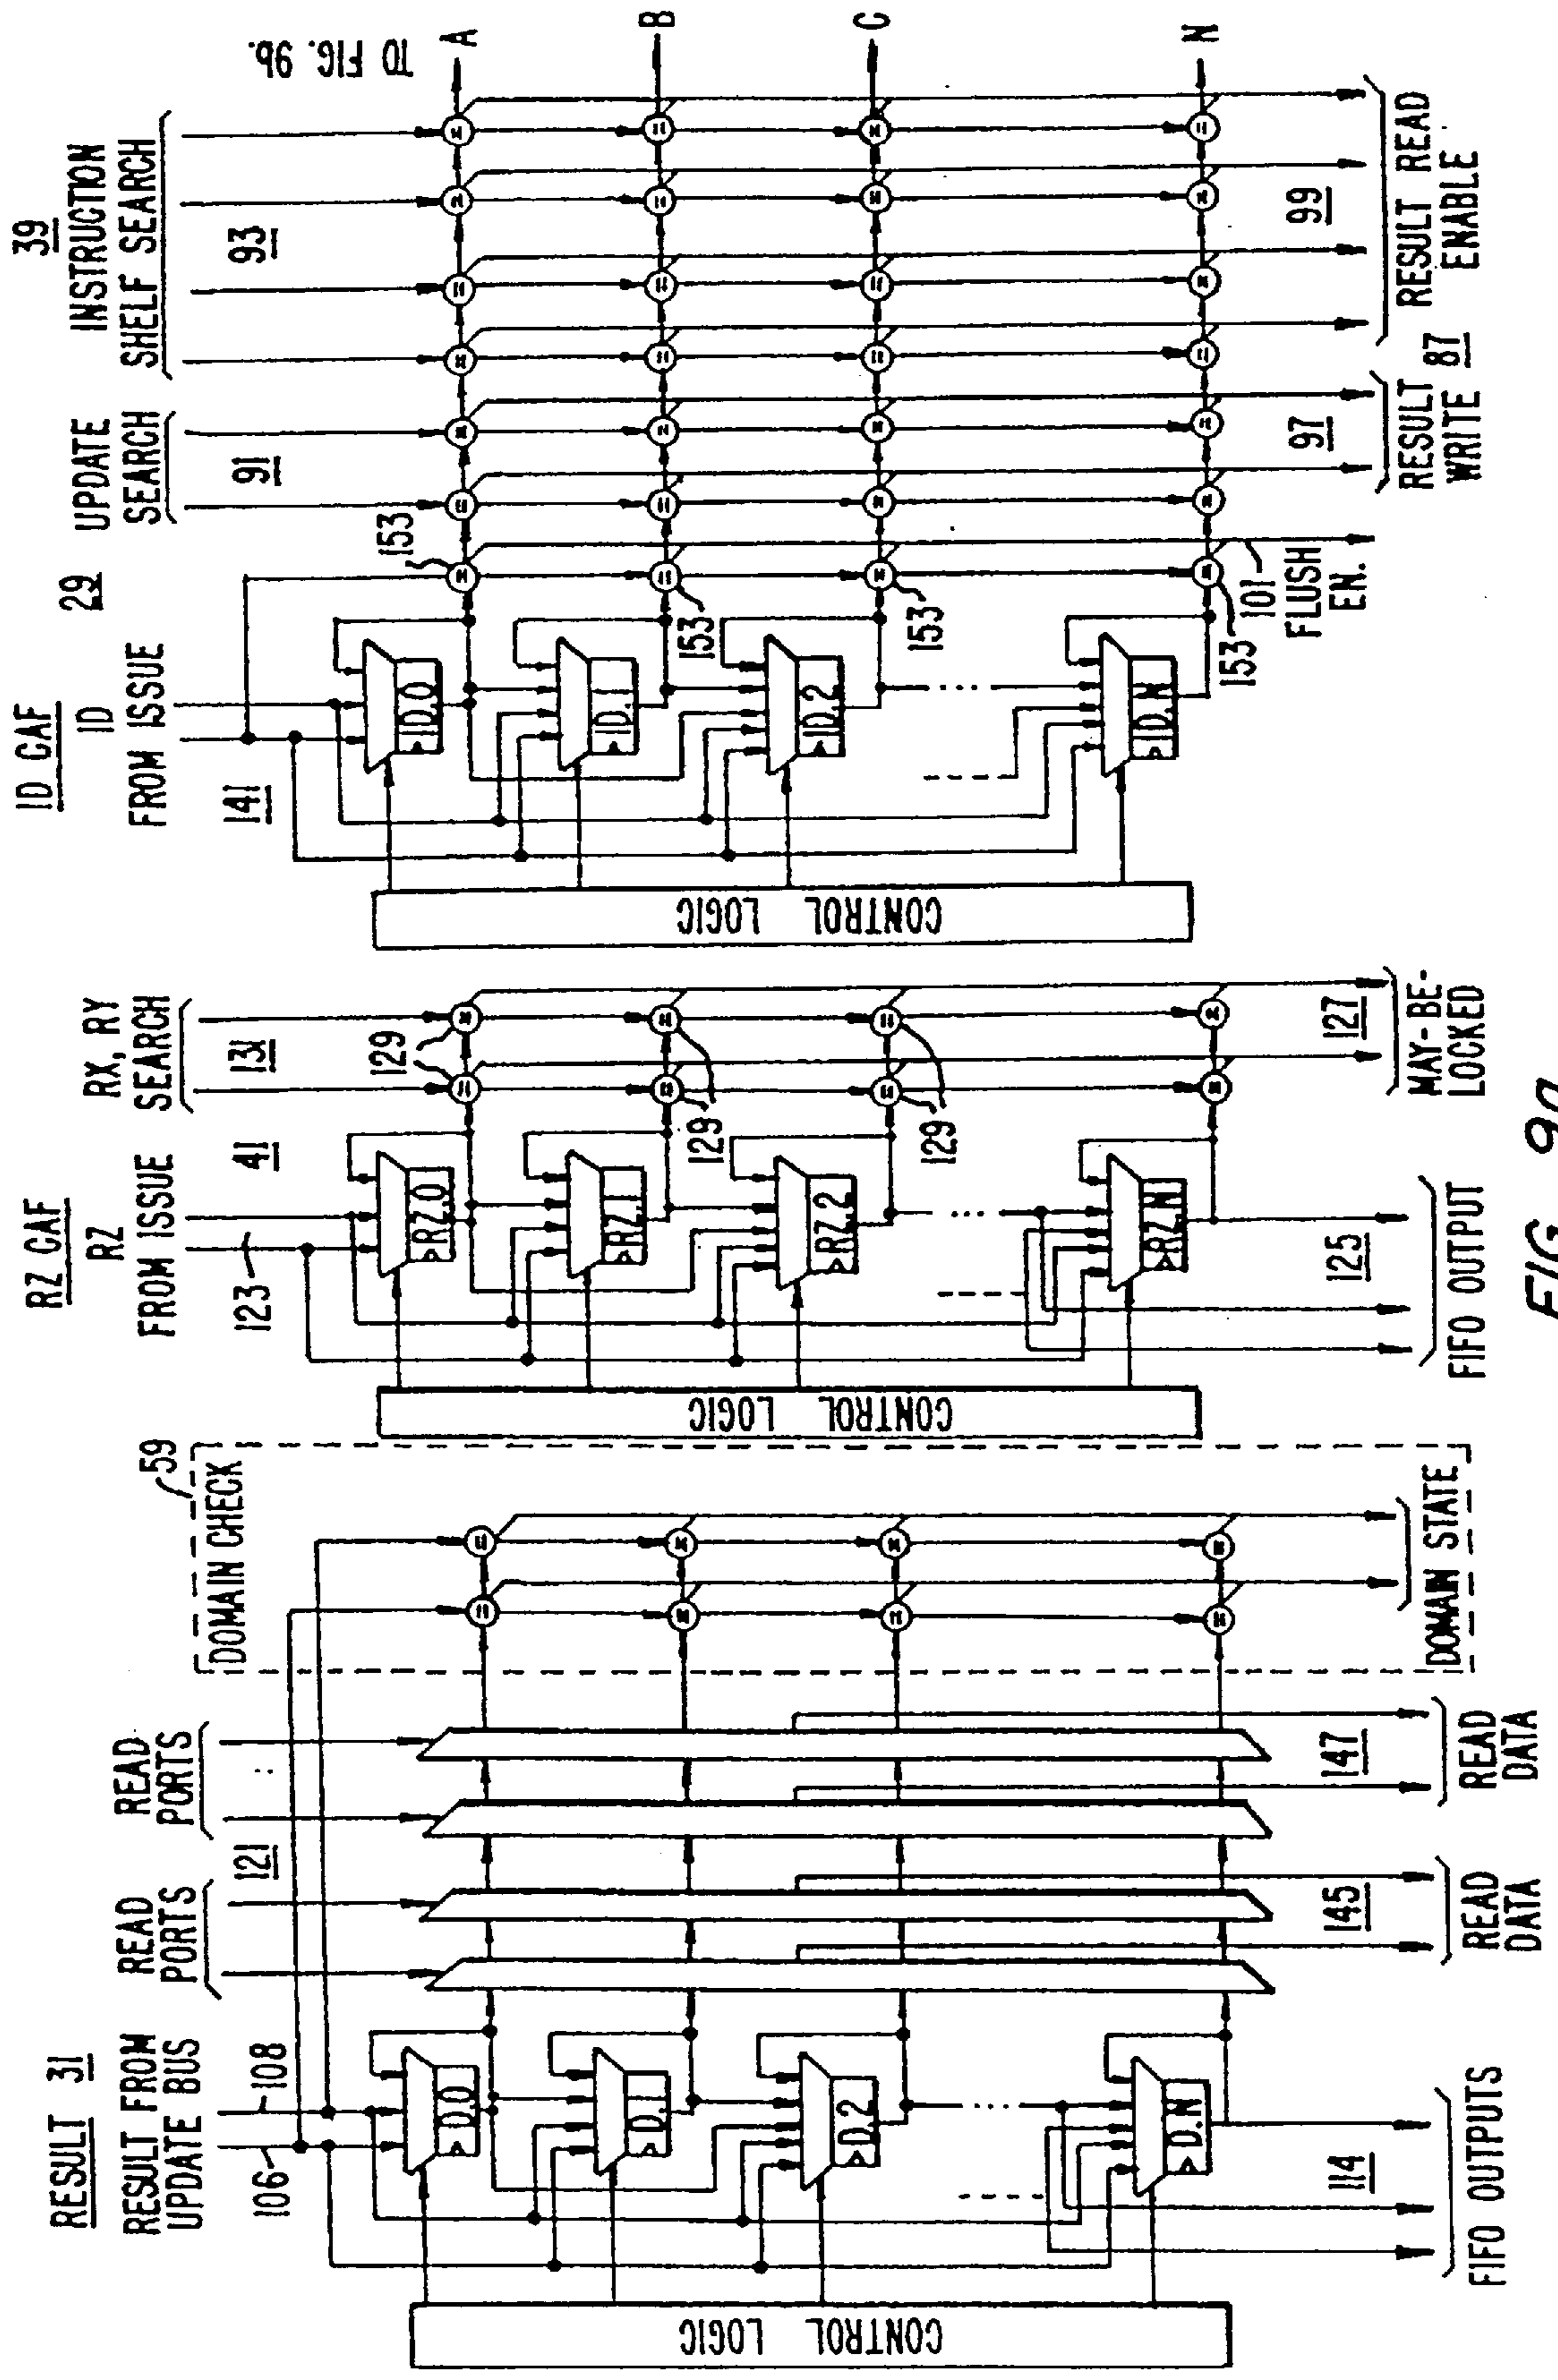 RESULT 31
RESULT FROM
UPDATE BUS
106
108
READ
PORTS
121
READ
PORTS
59
DOMAIN CHECK
CONTROL LOGIC
D.0
D.1
D.2
...
D.N
114
FIFO OUTPUTS
145
READ
DATA
147
READ
DATA
DOMAIN STATE
RZ CAF
RZ
FROM ISSUE
41
123
RX, RY
SEARCH
131
129
129
129
CONTROL LOGIC
RZ.0
RZ.1
RZ.2
...
RZ.N
125
FIFO OUTPUT
127
MAY-BE-
LOCKED
ID CAF
ID
FROM ISSUE
29
141
UPDATE
SEARCH
91
39
INSTRUCTION
SHELF SEARCH
93
153
153
153
153
CONTROL LOGIC
ID.0
ID.1
ID.2
...
ID.N
101
FLUSH
EN.
97
RESULT
WRITE 87
99
RESULT READ
ENABLE
TO FIG. 9b
A
B
C
N
FIG. 9a